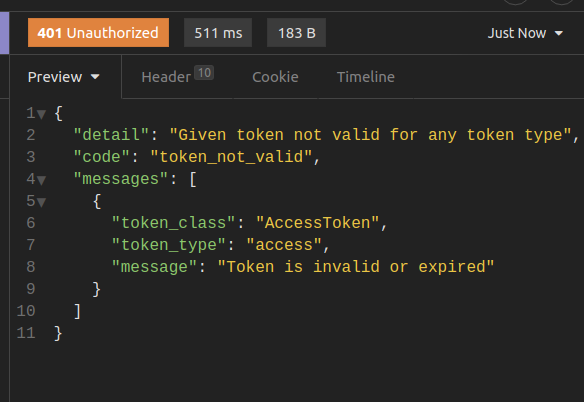 401 Unauthorized 511 ms 183 B Just Now
Preview Header 10 Cookie Timeline
1 {
2 "detail": "Given token not valid for any token type",
3 "code": "token_not_valid",
4 "messages": [
5 {
6 "token_class": "AccessToken",
7 "token_type": "access",
8 "message": "Token is invalid or expired"
9 }
10 ]
11 }